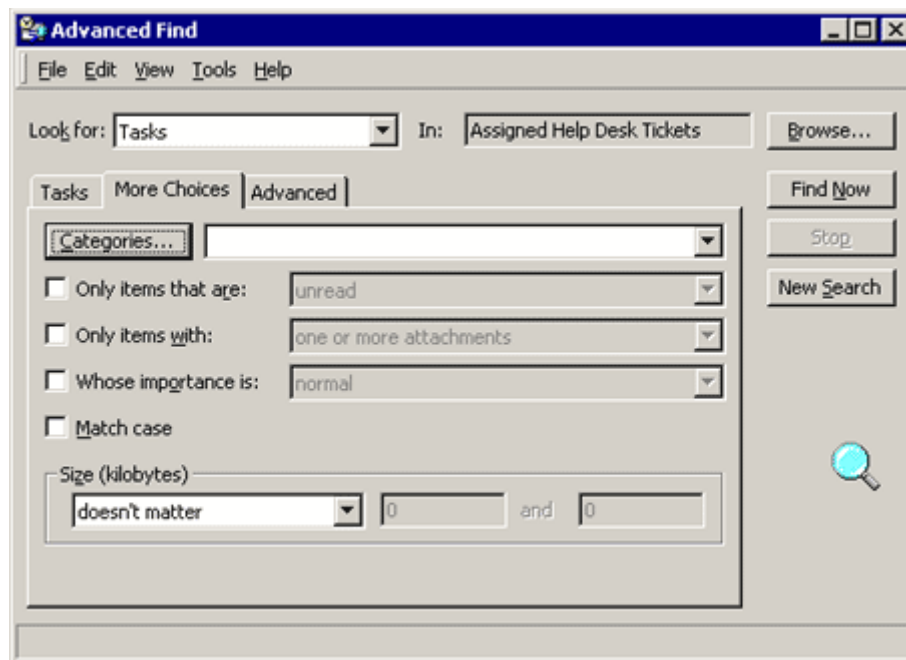 Advanced Find
File Edit View Tools Help
Look for: Tasks In: Assigned Help Desk Tickets Browse...
Tasks More Choices Advanced Find Now
Categories... Stop
Only items that are: unread New Search
Only items with: one or more attachments
Whose importance is: normal
Match case
Size (kilobytes)
doesn't matter 0 and 0